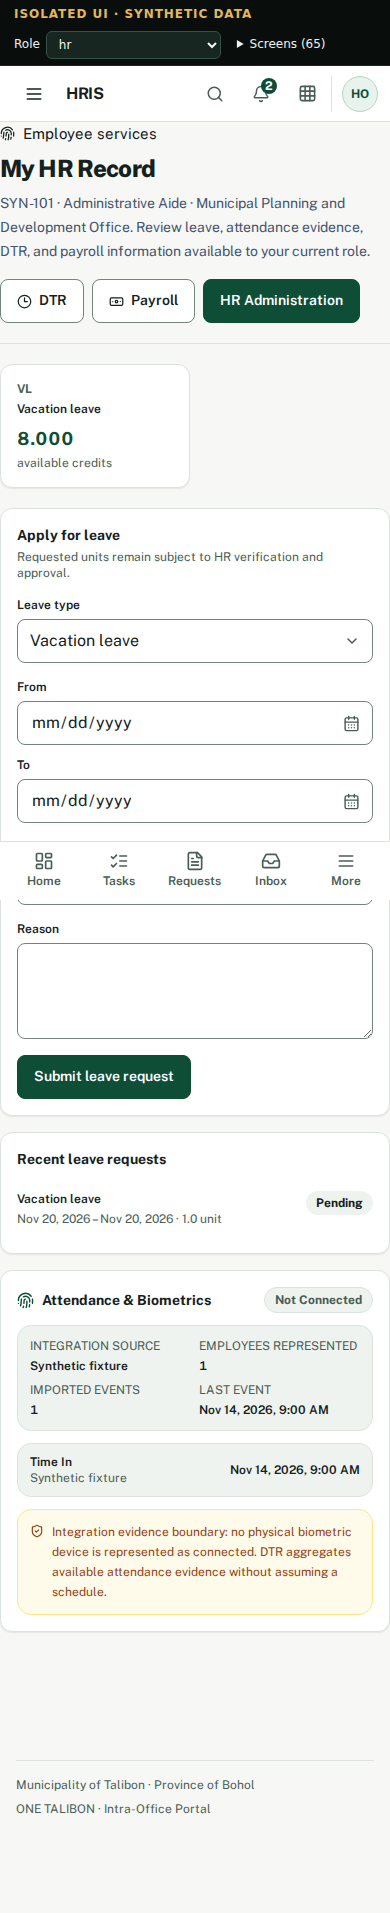 ISOLATED UI · SYNTHETIC DATA
Role hr ▶ Screens (65)
HRIS 2 HO
Employee services
My HR Record
SYN-101 · Administrative Aide · Municipal Planning and
Development Office. Review leave, attendance evidence,
DTR, and payroll information available to your current role.
DTR Payroll HR Administration
VL
Vacation leave
8.000
available credits
Apply for leave
Requested units remain subject to HR verification and
approval.
Leave type
Vacation leave
From
mm/dd/yyyy
To
mm/dd/yyyy
Home Tasks Requests Inbox More
Reason
Submit leave request
Recent leave requests
Vacation leave Pending
Nov 20, 2026 – Nov 20, 2026 · 1.0 unit
Attendance & Biometrics Not Connected
INTEGRATION SOURCE EMPLOYEES REPRESENTED
Synthetic fixture 1
IMPORTED EVENTS LAST EVENT
1 Nov 14, 2026, 9:00 AM
Time In Nov 14, 2026, 9:00 AM
Synthetic fixture
Integration evidence boundary: no physical biometric
device is represented as connected. DTR aggregates
available attendance evidence without assuming a
schedule.
Municipality of Talibon · Province of Bohol
ONE TALIBON · Intra-Office Portal